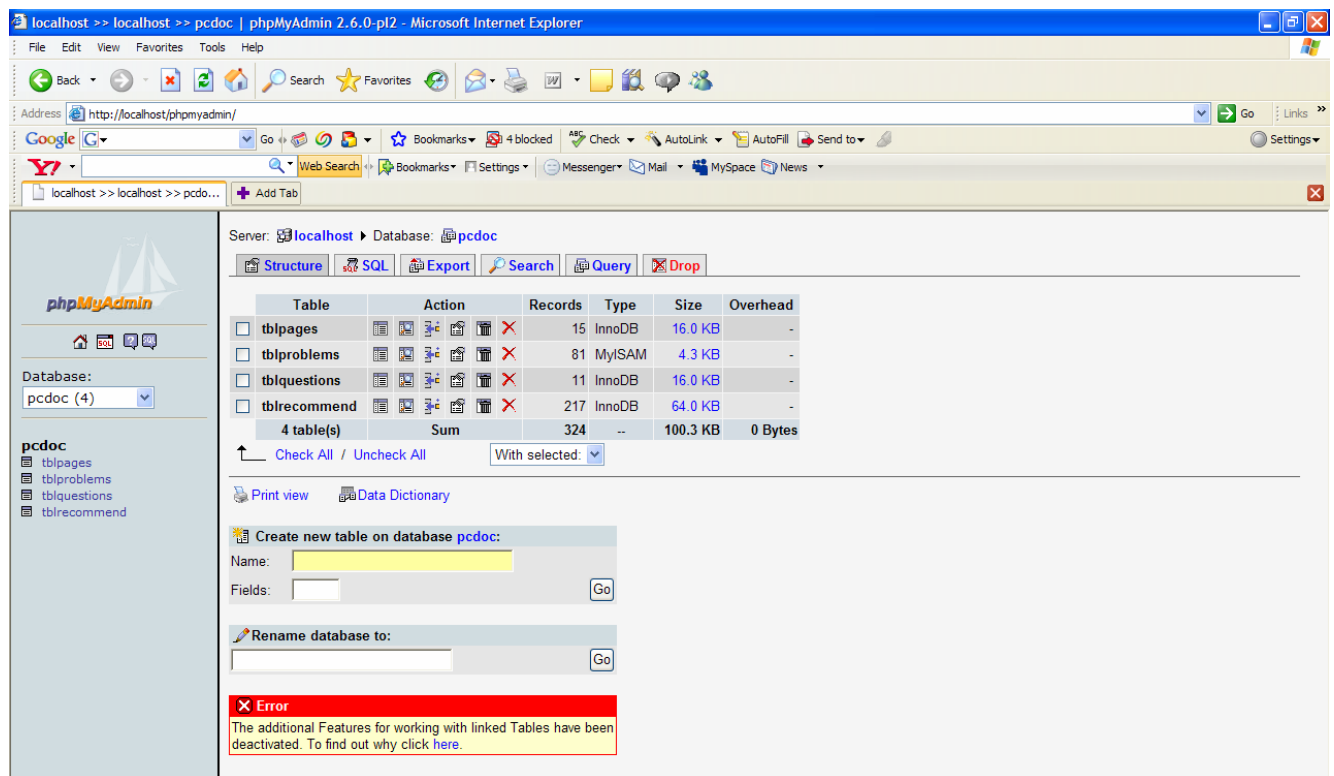 localhost >> localhost >> pcdoc | phpMyAdmin 2.6.0-pl2 - Microsoft Internet Explorer
File Edit View Favorites Tools Help
Back Search Favorites W
Address http://localhost/phpmyadmin/ Go Links »
Google G Go Bookmarks 4 blocked ABC Check AutoLink AutoFill Send to Settings
Y! Web Search Bookmarks Settings Messenger Mail MySpace News
localhost >> localhost >> pcdo... Add Tab
phpMyAdmin
SQL ? SQL
Database:
pcdoc (4)
pcdoc
tblpages
tblproblems
tblquestions
tblrecommend
Server: localhost Database: pcdoc
Structure SQL Export Search Query Drop
Table Action Records Type Size Overhead
tblpages 15 InnoDB 16.0 KB -
tblproblems 81 MyISAM 4.3 KB -
tblquestions 11 InnoDB 16.0 KB -
tblrecommend 217 InnoDB 64.0 KB -
4 table(s) Sum 324 -- 100.3 KB 0 Bytes
Check All / Uncheck All With selected:
Print view Data Dictionary
Create new table on database pcdoc:
Name:
Fields: Go
Rename database to:
Go
Error
The additional Features for working with linked Tables have been
deactivated. To find out why click here.